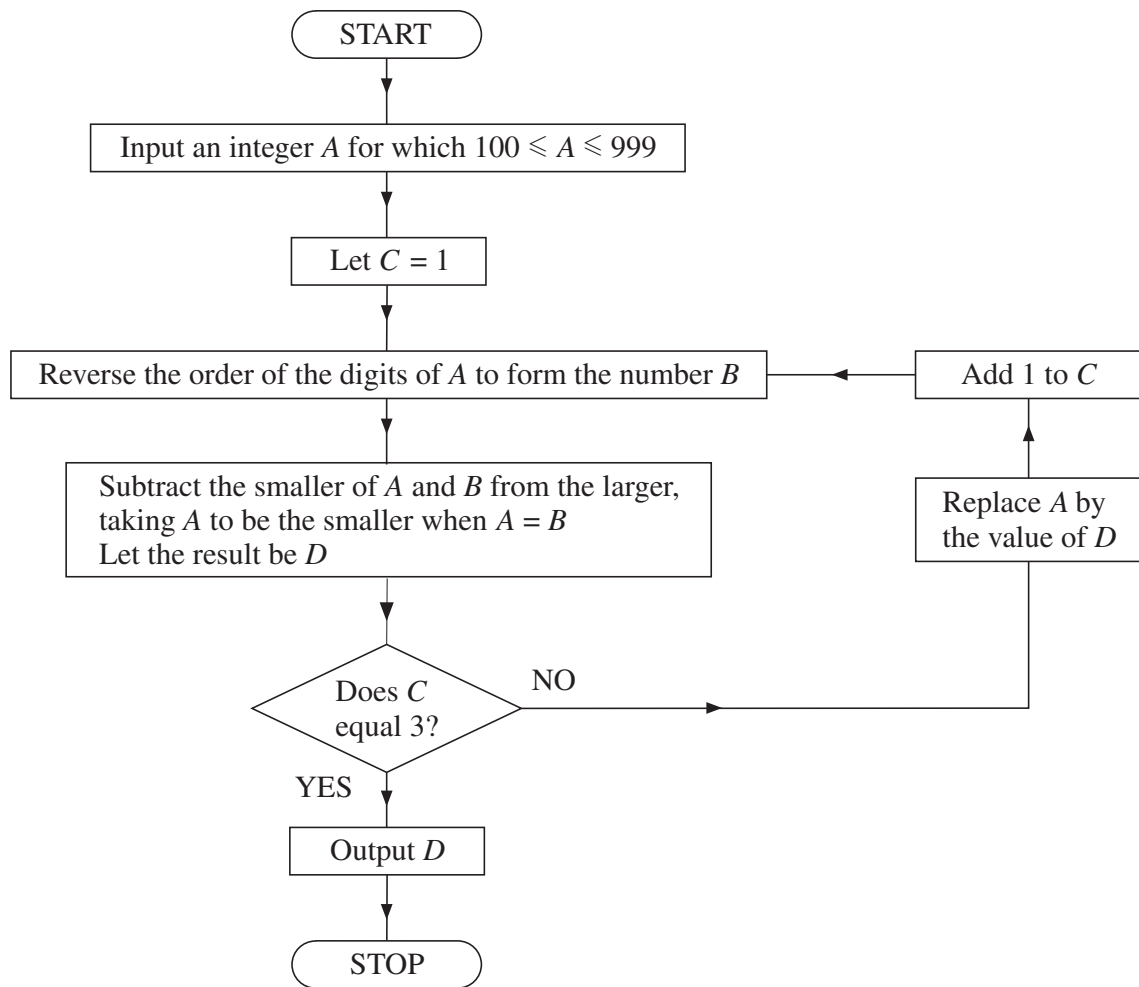 START
Input an integer A for which 100 ⩽ A ⩽ 999
Let C = 1
Reverse the order of the digits of A to form the number B
Add 1 to C
Subtract the smaller of A and B from the larger,
taking A to be the smaller when A = B
Let the result be D
Replace A by
the value of D
Does C
equal 3?
NO
YES
Output D
STOP